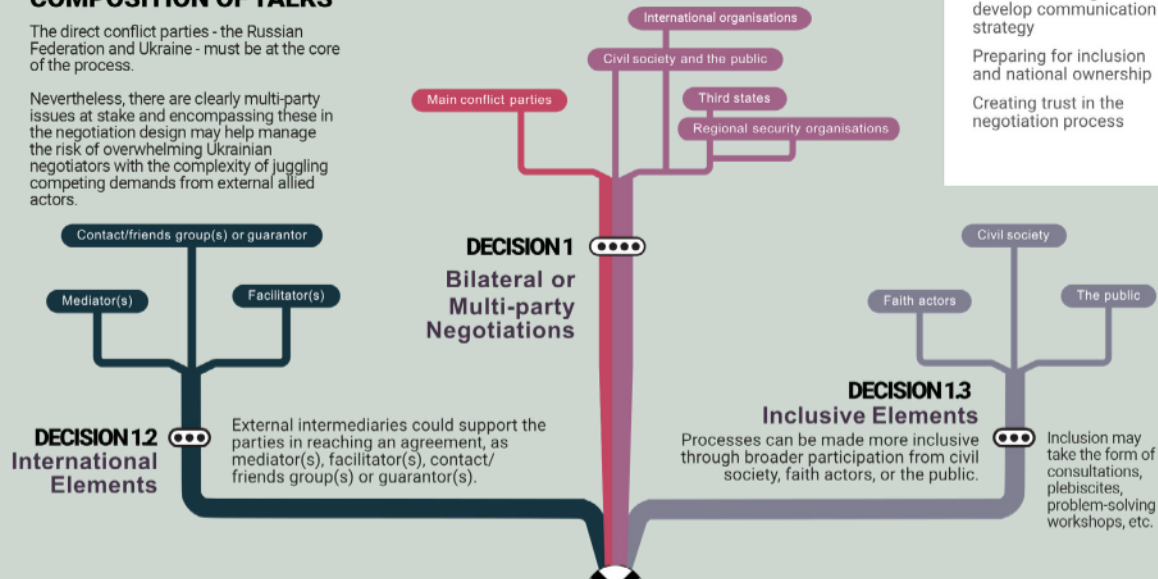 COMPOSITION OF TALKS
The direct conflict parties - the Russian
Federation and Ukraine - must be at the core
of the process.
Nevertheless, there are clearly multi-party
issues at stake and encompassing these in
the negotiation design may help manage
the risk of overwhelming Ukrainian
negotiators with the complexity of juggling
competing demands from external allied
actors.
International organisations
Civil society and the public
Main conflict parties
Third states
Regional security organisations
develop communication
strategy
Preparing for inclusion
and national ownership
Creating trust in the
negotiation process
DECISION 1
Bilateral or
Multi-party
Negotiations
Contact/friends group(s) or guarantor
Mediator(s)
Facilitator(s)
DECISION 1.2
International
Elements
External intermediaries could support the
parties in reaching an agreement, as
mediator(s), facilitator(s), contact/
friends group(s) or guarantor(s).
Civil society
Faith actors
The public
DECISION 1.3
Inclusive Elements
Processes can be made more inclusive
through broader participation from civil
society, faith actors, or the public.
Inclusion may
take the form of
consultations,
plebiscites,
problem-solving
workshops, etc.